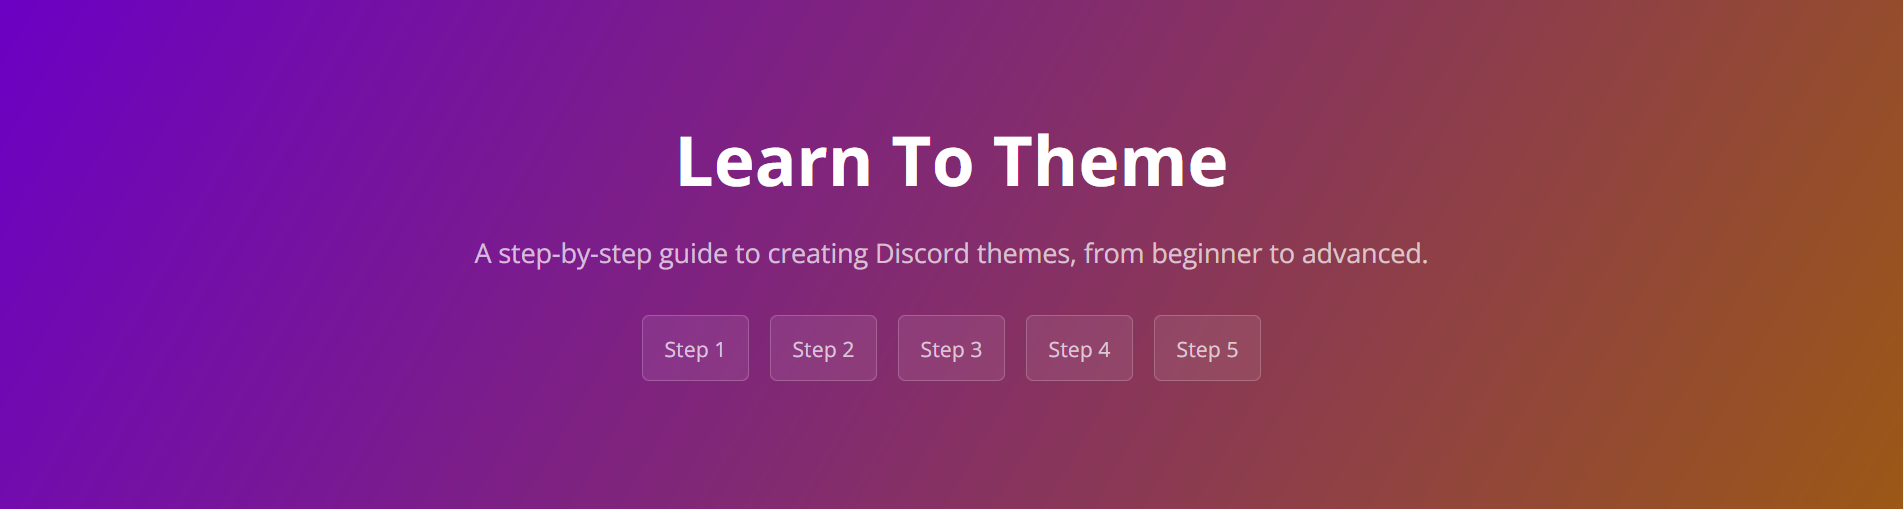 Learn To Theme
A step-by-step guide to creating Discord themes, from beginner to advanced.
Step 1 Step 2 Step 3 Step 4 Step 5